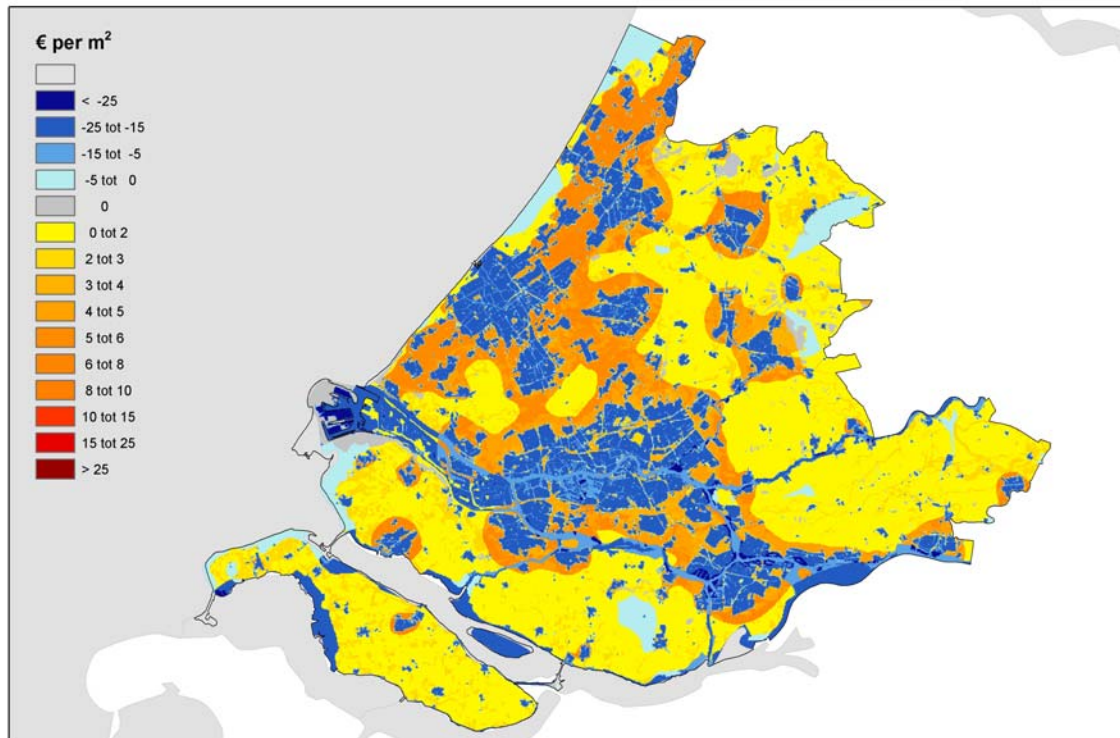 € per m²
< -25
-25 tot -15
-15 tot -5
-5 tot 0
0
0 tot 2
2 tot 3
3 tot 4
4 tot 5
5 tot 6
6 tot 8
8 tot 10
10 tot 15
15 tot 25
> 25